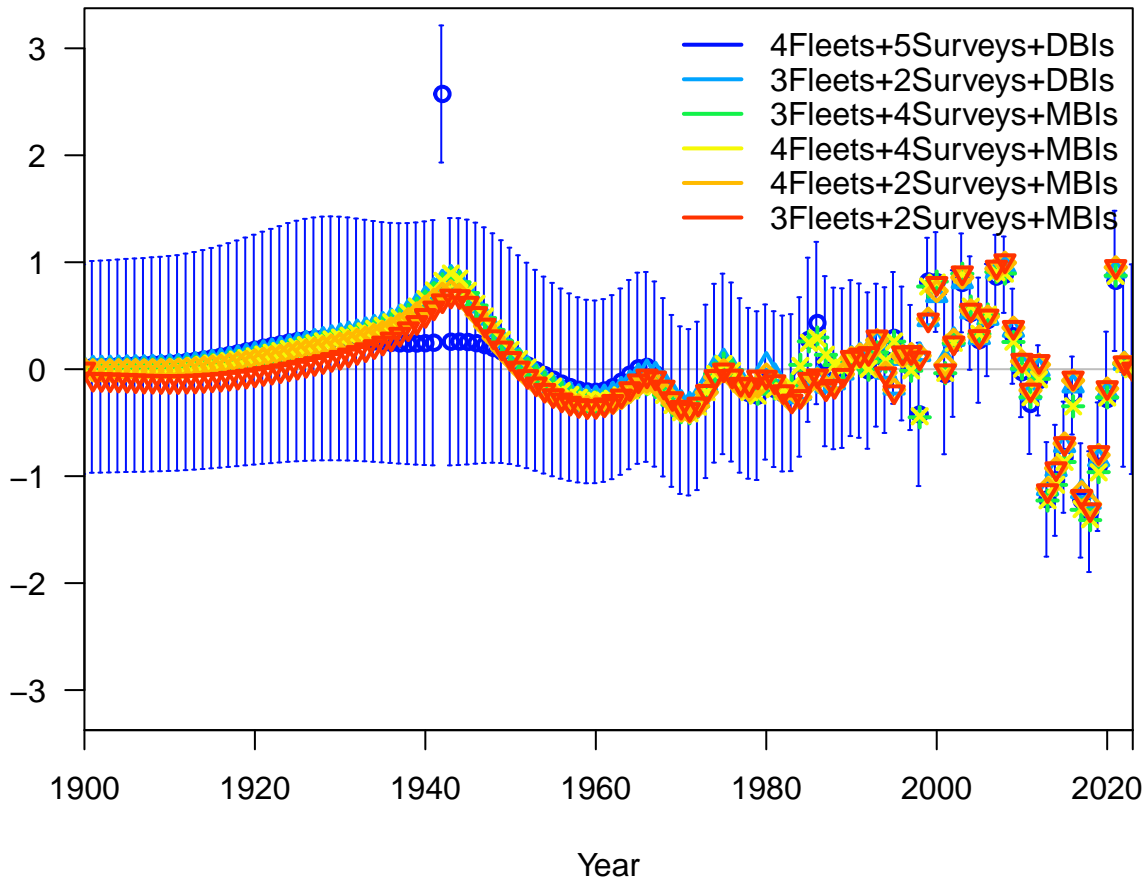 4Fleets+5Surveys+DBIs
3Fleets+2Surveys+DBIs
3Fleets+4Surveys+MBIs
4Fleets+4Surveys+MBIs
4Fleets+2Surveys+MBIs
3Fleets+2Surveys+MBIs
3
2
1
0
−1
−2
−3
1900 1920 1940 1960 1980 2000 2020
Year